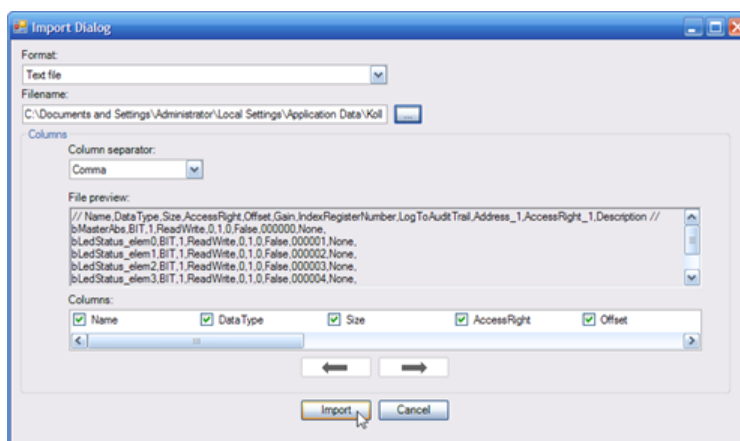 Import Dialog
Format:
Text file
Filename:
C:\Documents and Settings\Administrator\Local Settings\Application Data\Koll
...
Columns
Column separator:
Comma
File preview:
// Name,DataType,Size,AccessRight,Offset,Gain,IndexRegisterNumber,LogToAuditTrail,Address_1,AccessRight_1,Description //
bMasterAbs,BIT,1,ReadWrite,0,1,0,False,000000,None,
bLedStatus_elem0,BIT,1,ReadWrite,0,1,0,False,000001,None,
bLedStatus_elem1,BIT,1,ReadWrite,0,1,0,False,000002,None,
bLedStatus_elem2,BIT,1,ReadWrite,0,1,0,False,000003,None,
bLedStatus_elem3,BIT,1,ReadWrite,0,1,0,False,000004,None,
Columns:
Name DataType Size AccessRight Offset
Import Cancel